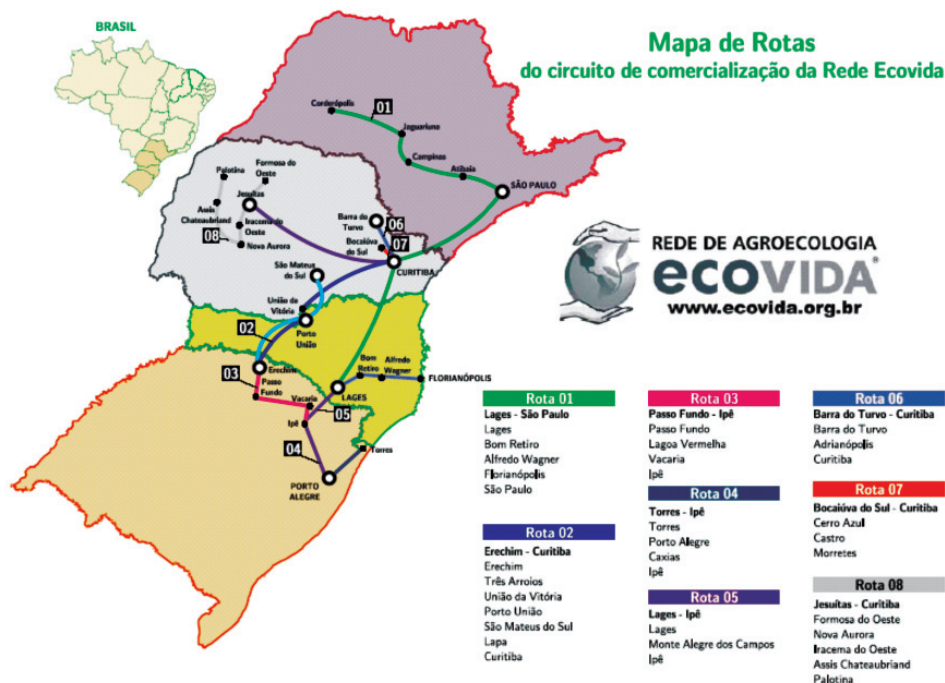 BRASIL
Mapa de Rotas
do circuito de comercialização da Rede Ecovida
Corderópolis
01
Jaguariuna
Campinas
Atibaia
SÃO PAULO
Palotina
Formosa do
Oeste
Jesuítas
Assis
Chateaubriand
Iracema do
Oeste
08
Nova Aurora
Barra do
Turvo
06
Bocaiúva
do Sul
07
CURITIBA
São Mateus
do Sul
União da
Vitória
02
Porto
União
REDE DE AGROECOLOGIA
ecovida®
www.ecovida.org.br
03
Erechim
Passo
Fundo
Bom
Retiro
Alfredo
Wagner
FLORIANÓPOLIS
LAGES
Vacaria
05
Ipê
04
Torres
PORTO
ALEGRE
Rota 01
Lages - São Paulo
Lages
Bom Retiro
Alfredo Wagner
Florianópolis
São Paulo
Rota 02
Erechim - Curitiba
Erechim
Três Arroios
União da Vitória
Porto União
São Mateus do Sul
Lapa
Curitiba
Rota 03
Passo Fundo - Ipê
Passo Fundo
Lagoa Vermelha
Vacaria
Ipê
Rota 04
Torres - Ipê
Torres
Porto Alegre
Caxias
Ipê
Rota 05
Lages - Ipê
Lages
Monte Alegre dos Campos
Ipê
Rota 06
Barra do Turvo - Curitiba
Barra do Turvo
Adrianópolis
Curitiba
Rota 07
Bocaiúva do Sul - Curitiba
Cerro Azul
Castro
Morretes
Rota 08
Jesuítas - Curitiba
Formosa do Oeste
Nova Aurora
Iracema do Oeste
Assis Chateaubriand
Palotina